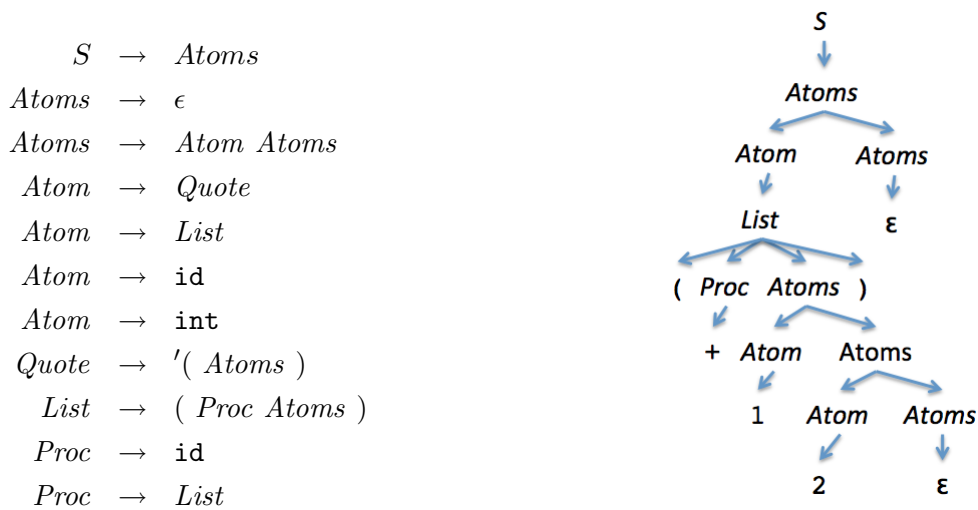 S → Atoms
Atoms → ϵ
Atoms → Atom Atoms
Atom → Quote
Atom → List
Atom → id
Atom → int
Quote → ′( Atoms )
List → ( Proc Atoms )
Proc → id
Proc → List
S
Atoms
Atom Atoms
List ε
( Proc Atoms )
+ Atom Atoms
1 Atom Atoms
2 ε